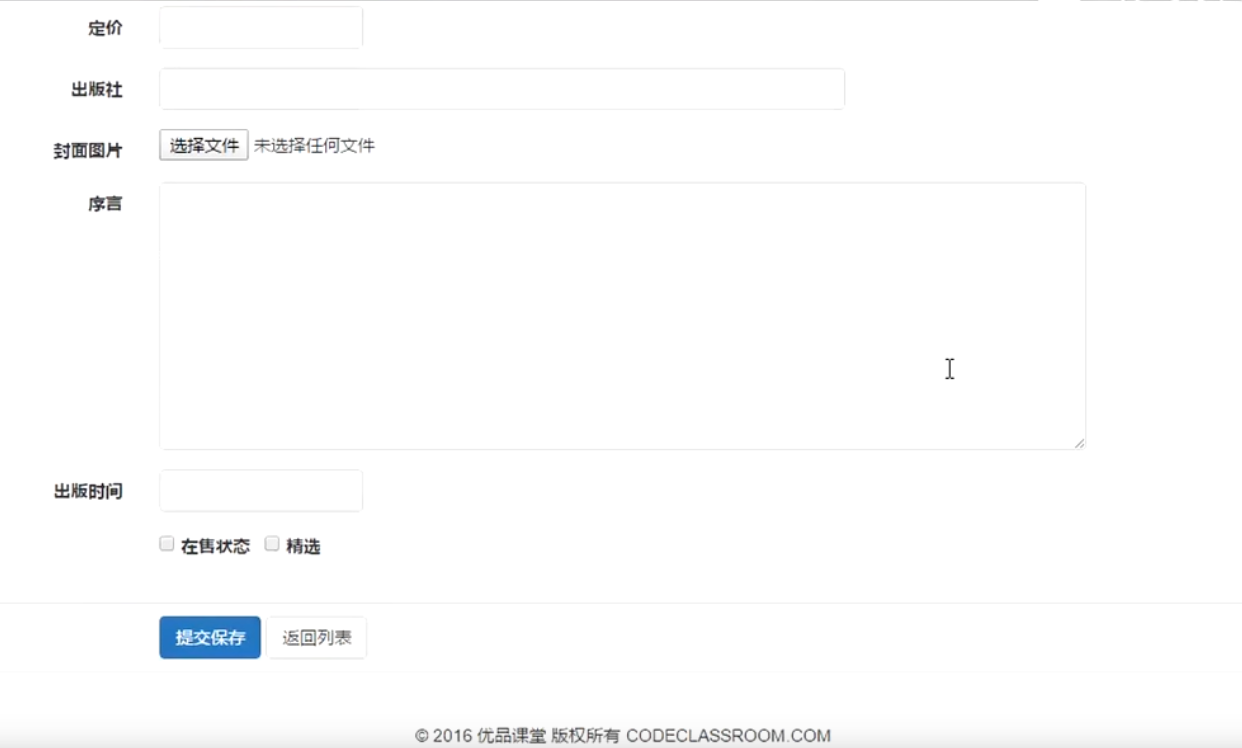 定价
出版社
封面图片 选择文件 未选择任何文件
序言
出版时间
在售状态 精选
提交保存 返回列表
© 2016 优品课堂 版权所有 CODECLASSROOM.COM